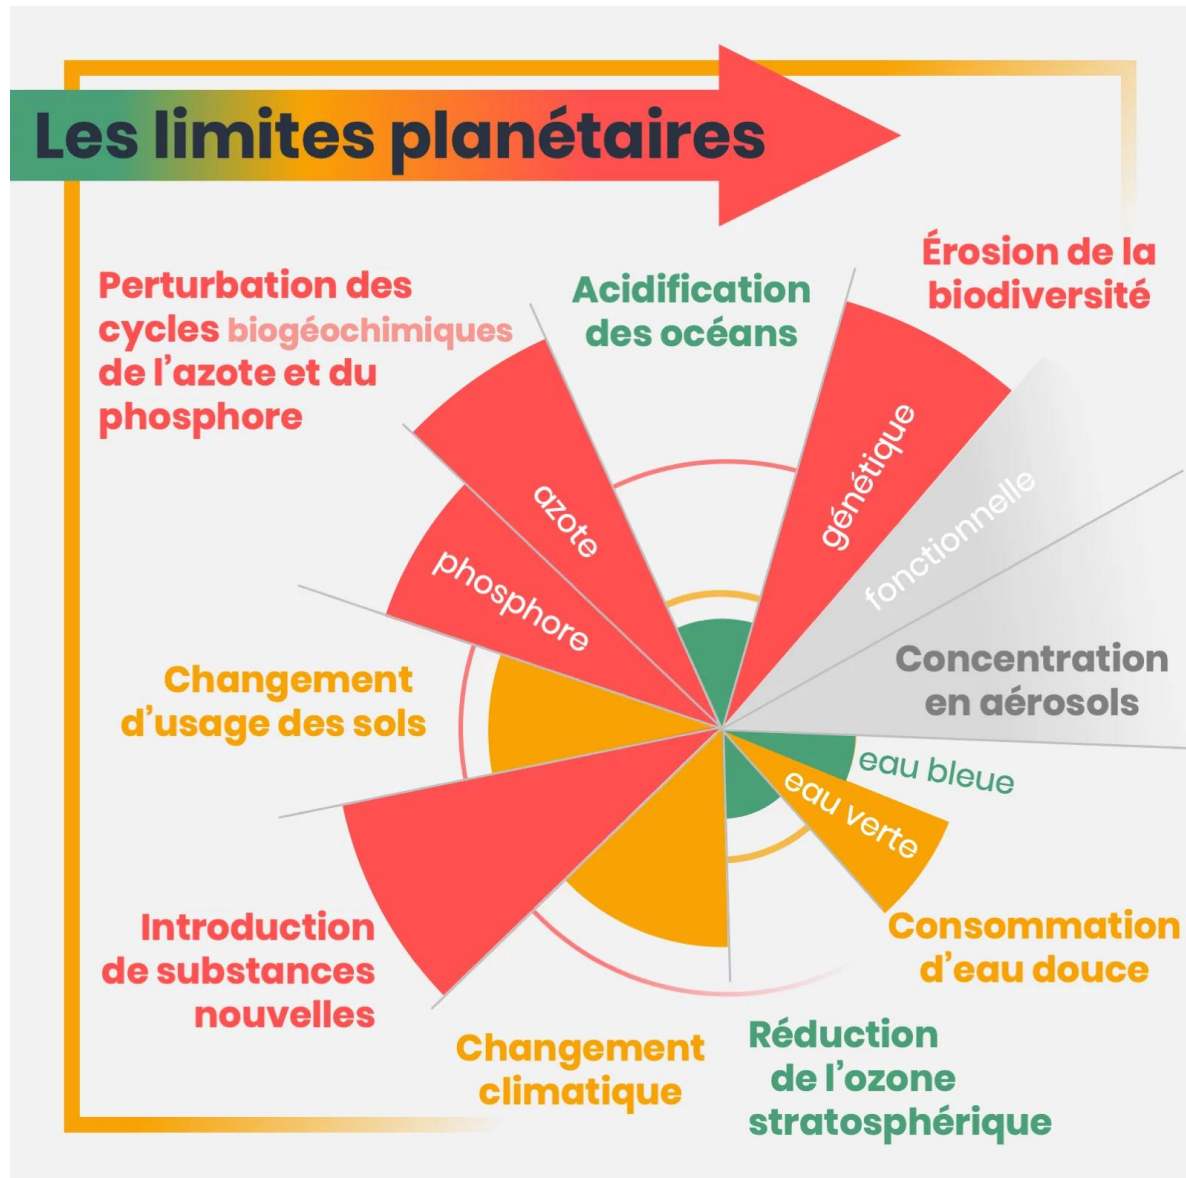 Les limites planétaires
Perturbation des
cycles biogéochimiques
de l’azote et du
phosphore
Acidification
des océans
Érosion de la
biodiversité
génétique
fonctionnelle
azote
phosphore
Concentration
en aérosols
Changement
d’usage des sols
eau bleue
eau verte
Consommation
d’eau douce
Introduction
de substances
nouvelles
Changement
climatique
Réduction
de l’ozone
stratosphérique